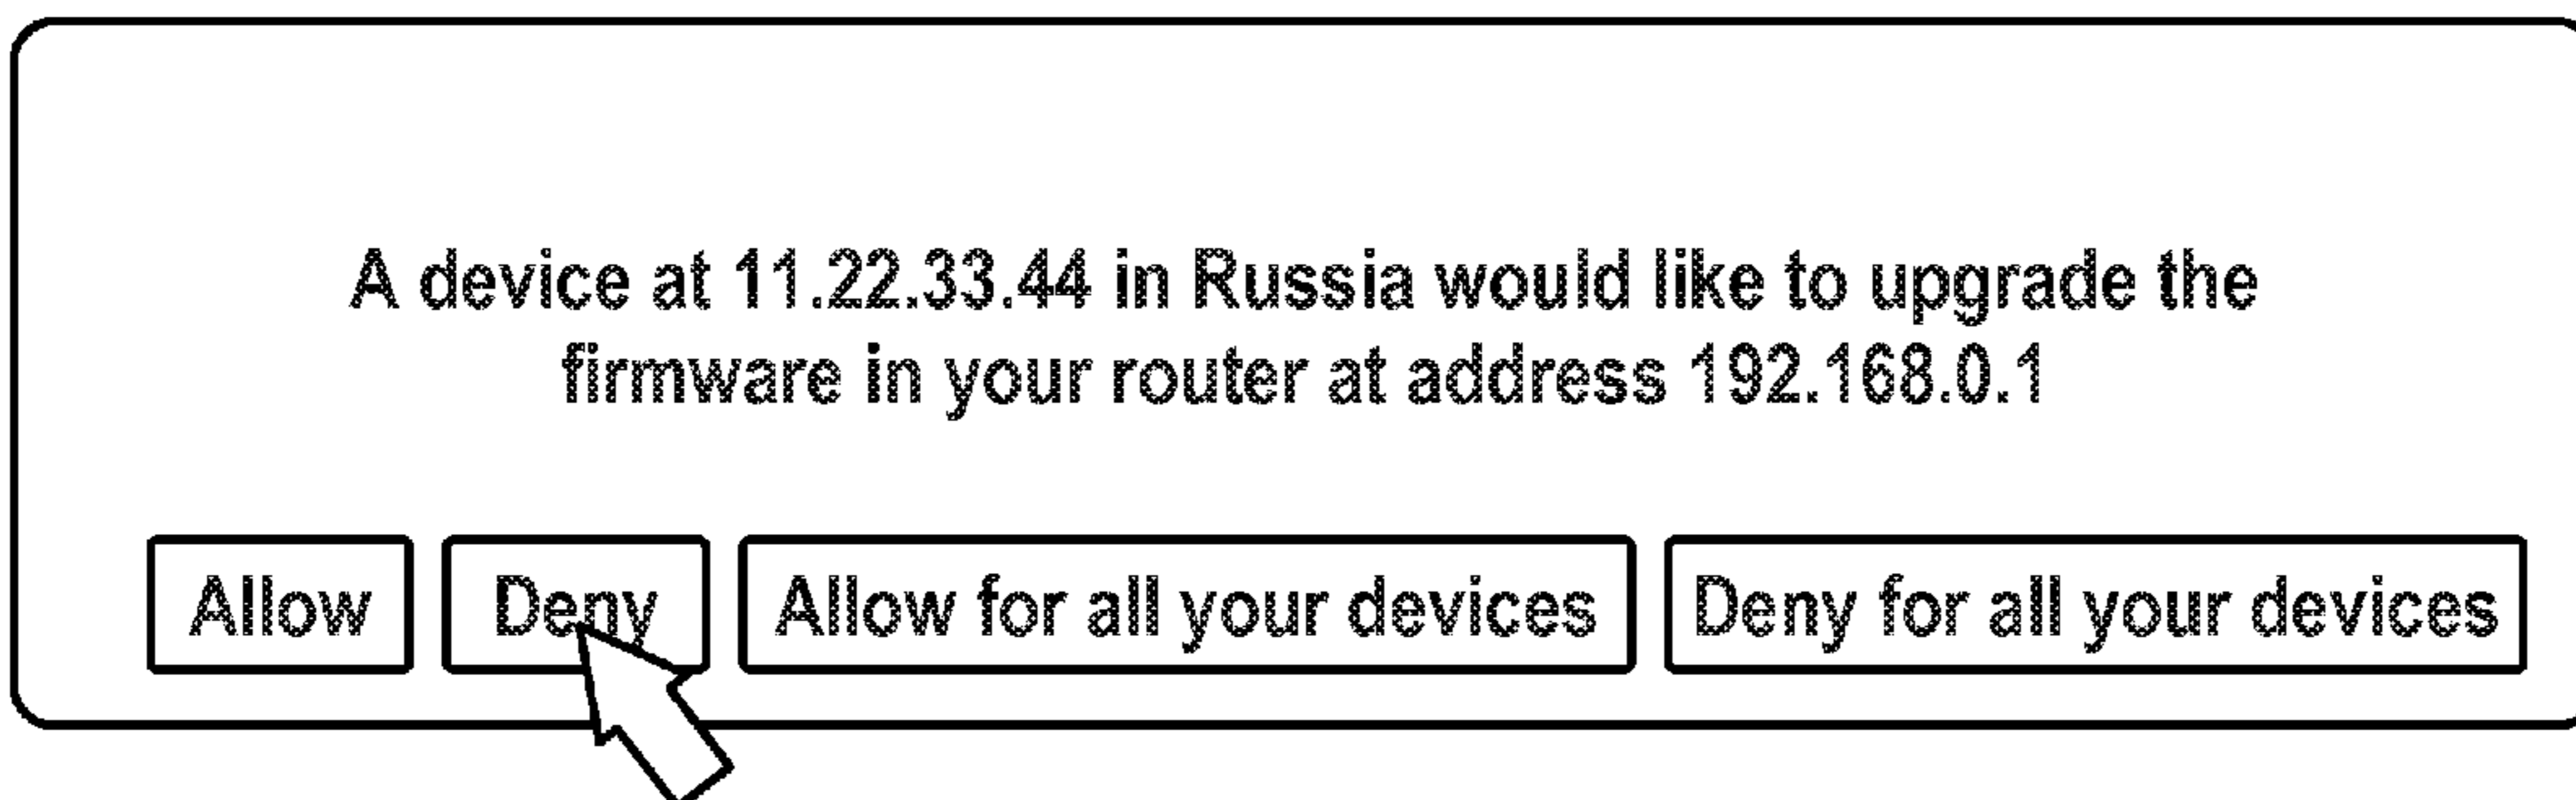 A device at 11.22.33.44 in Russia would like to upgrade the
firmware in your router at address 192.168.0.1
Allow
Deny
Allow for all your devices
Deny for all your devices